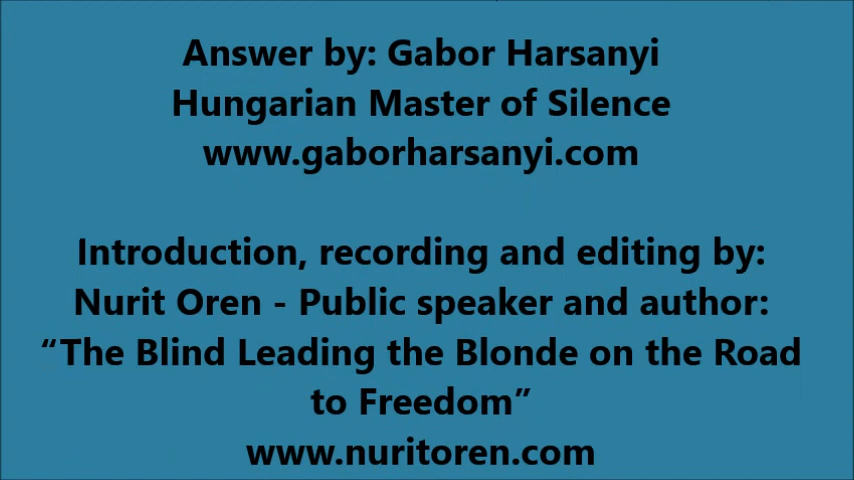 Answer by: Gabor Harsanyi
Hungarian Master of Silence
www.gaborharsanyi.com
Introduction, recording and editing by:
Nurit Oren - Public speaker and author:
“The Blind Leading the Blonde on the Road
to Freedom”
www.nuritoren.com